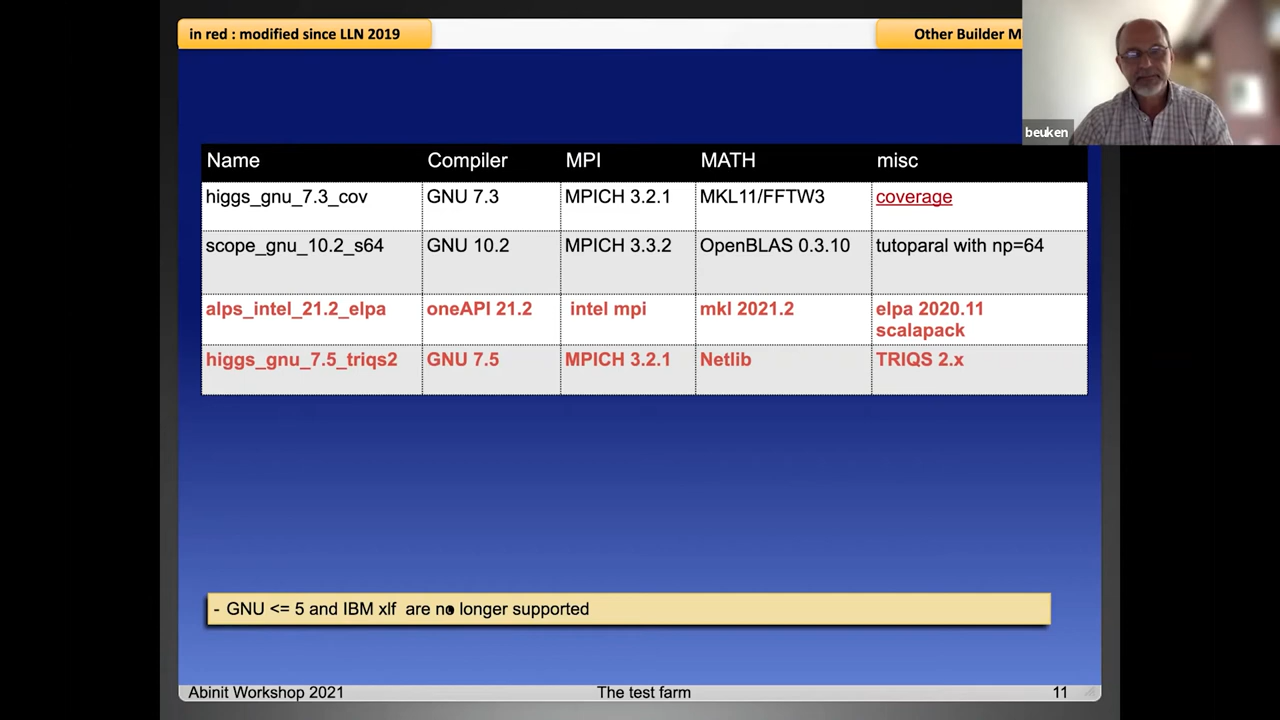 in red : modified since LLN 2019
Other Builder M
beuken
Name Compiler MPI MATH misc
higgs_gnu_7.3_cov GNU 7.3 MPICH 3.2.1 MKL11/FFTW3 coverage
scope_gnu_10.2_s64 GNU 10.2 MPICH 3.3.2 OpenBLAS 0.3.10 tutoparal with np=64
alps_intel_21.2_elpa oneAPI 21.2 intel mpi mkl 2021.2 elpa 2020.11
scalapack
higgs_gnu_7.5_triqs2 GNU 7.5 MPICH 3.2.1 Netlib TRIQS 2.x
- GNU <= 5 and IBM xlf are no longer supported
Abinit Workshop 2021 The test farm 11